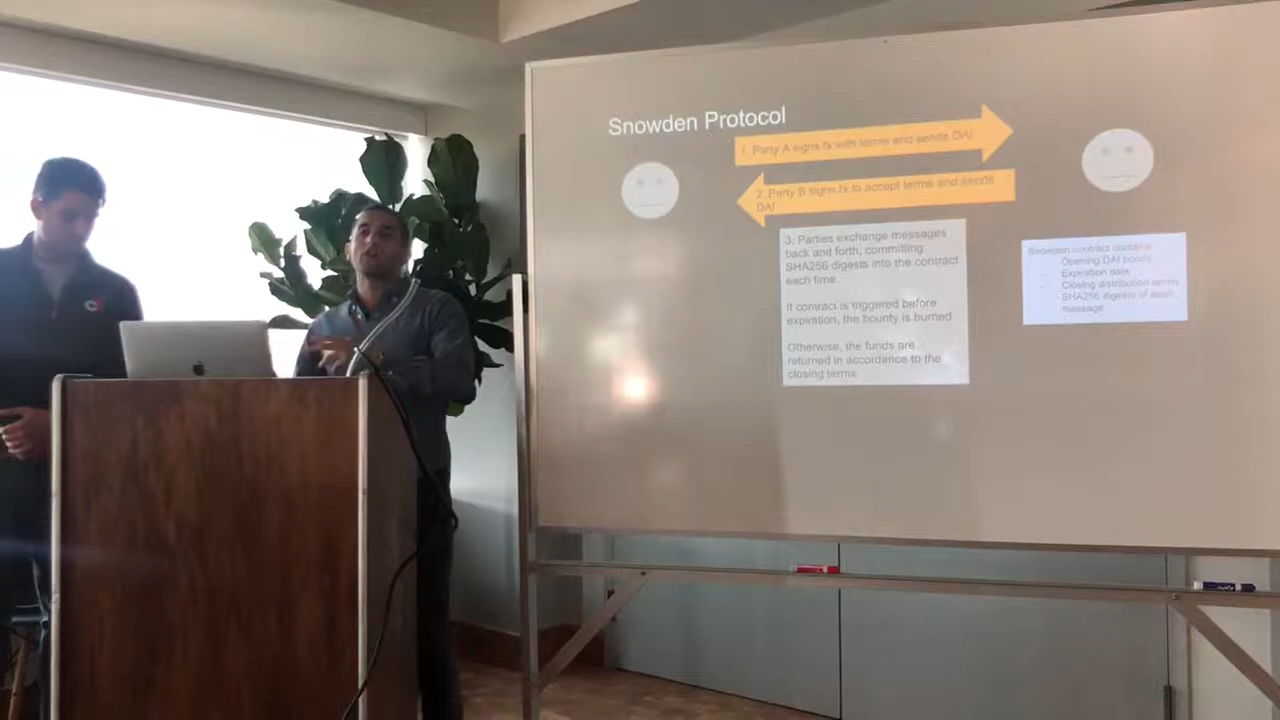 Snowden Protocol
1. Party A signs tx with terms and sends DAI
2. Party B signs tx to accept terms and sends
DAI
3. Parties exchange messages
back and forth, committing
SHA256 digests into the contract
each time.
If contract is triggered before
expiration, the bounty is burned
Otherwise, the funds are
returned in accordance to the
closing terms.
Snowden contract contains
Opening DAI bonds
Expiration date
Closing distribution terms
SHA256 digests of each
message